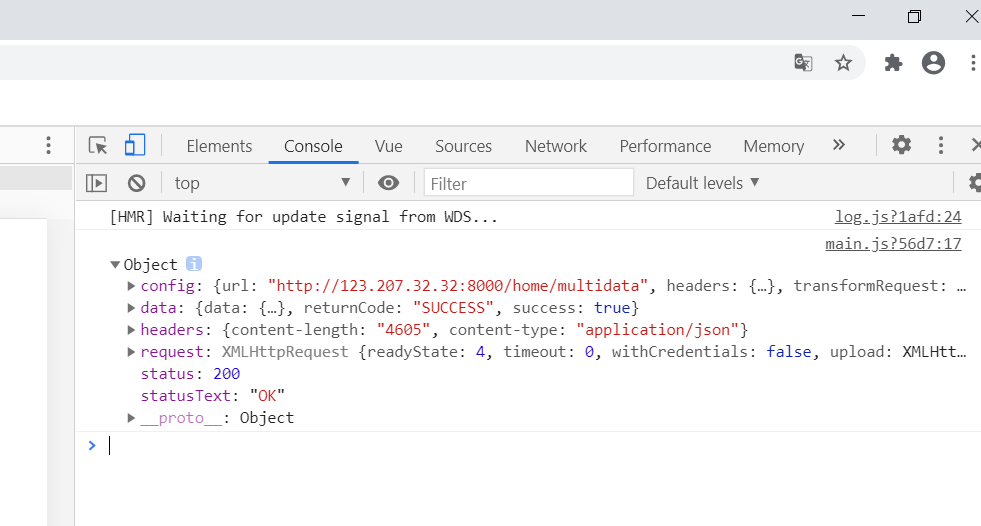 Elements Console Vue Sources Network Performance Memory »
top ▼ Filter Default levels ▼
[HMR] Waiting for update signal from WDS... log.js?1afd:24
main.js?56d7:17
▼Object i
▶config: {url: "http://123.207.32.32:8000/home/multidata", headers: {…}, transformRequest: …
▶data: {data: {…}, returnCode: "SUCCESS", success: true}
▶headers: {content-length: "4605", content-type: "application/json"}
▶request: XMLHttpRequest {readyState: 4, timeout: 0, withCredentials: false, upload: XMLHtt…
status: 200
statusText: "OK"
▶__proto__: Object
>